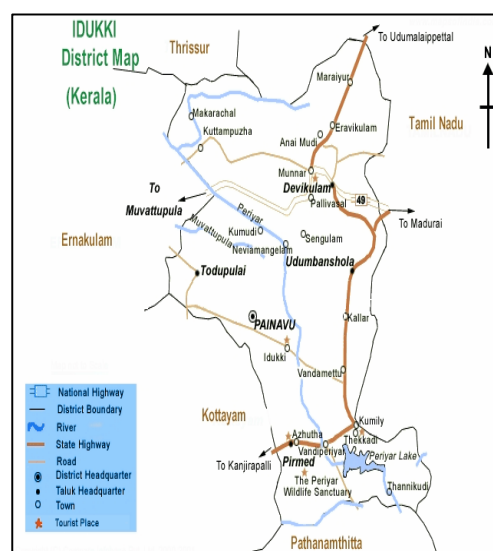 IDUKKI
District Map
(Kerala)
Thrissur
To Udumalaippettal
N
Maraiyur
Makarachal
Eravikulam
Tamil Nadu
Kuttampuzha
Anai Mudi
Munnar
Devikulam
To
Muvattupula
49
Pallivasal
Periyar
To Madurai
Kumudi
Sengulam
Muvattupula
Ernakulam
Neviamangelam
Udumbanshola
Todupulai
PAINAVU
Kallar
Idukki
Vandamettu
National Highway
District Boundary
River
State Highway
Road
District Headquarter
Taluk Headquarter
Town
Tourist Place
Kottayam
Kumily
Azhutha
Thekkadi
Vandiperiyar
Periyar Lake
To Kanjirapalli
Pirmed
The Periyar
Wildlife Sanctuary
Thannikudi
Pathanamthitta